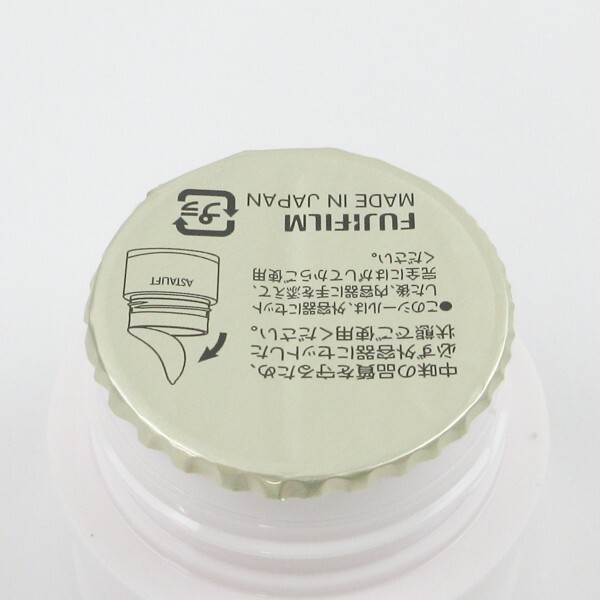 中味の品質を守るため、
必ず外容器にセットした
状態でご使用ください。
●このシールは、外容器にセット
した後、内容器に手を添えて、
完全にはがしてからご使用
ください。
ASTALIFT
FUJIFILM
MADE IN JAPAN
プラ